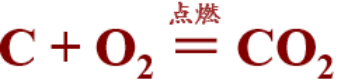 点燃
C + O₂ = CO₂